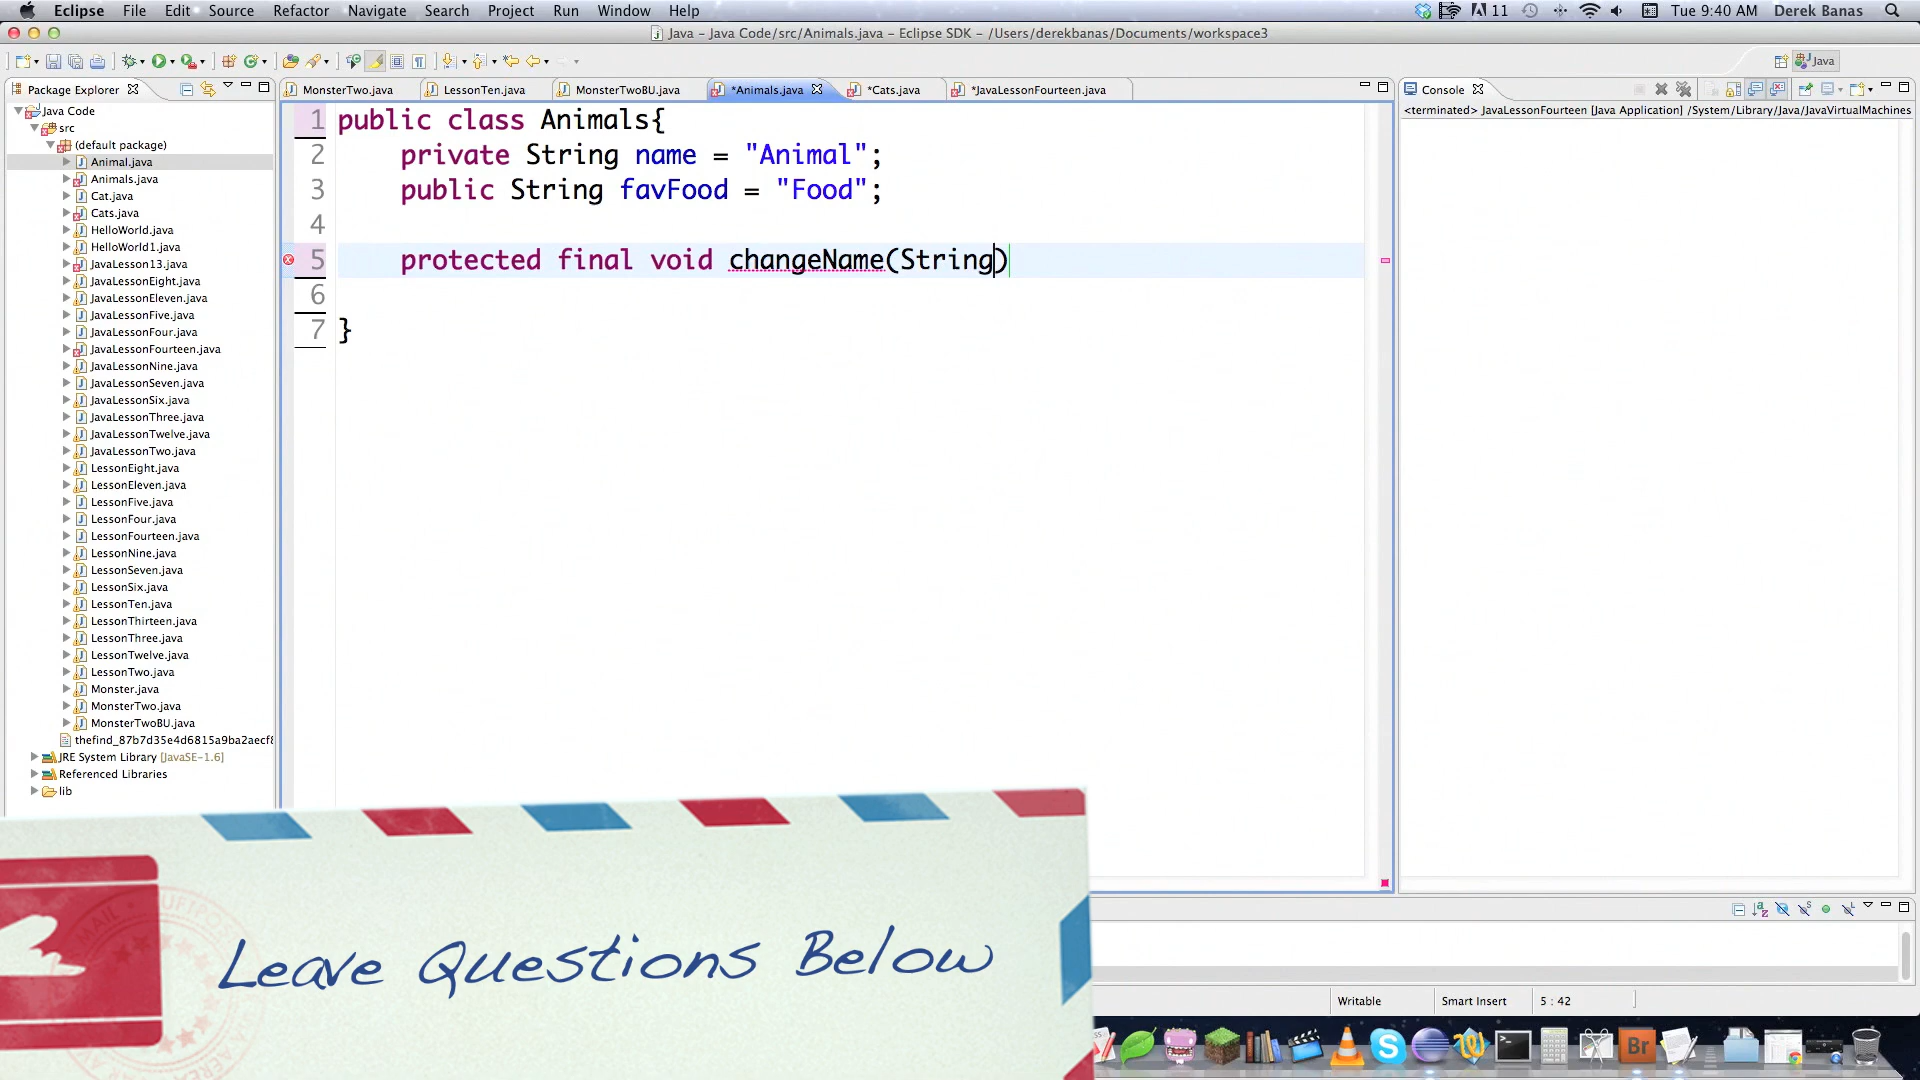 Eclipse File Edit Source Refactor Navigate Search Project Run Window Help 11 Tue 9:40 AM Derek Banas
Java - Java Code/src/Animals.java - Eclipse SDK - /Users/derekbanas/Documents/workspace3
Java
Package Explorer
MonsterTwo.java LessonTen.java MonsterTwoBU.java *Animals.java *Cats.java *JavaLessonFourteen.java
Console
<terminated> JavaLessonFourteen [Java Application] /System/Library/Java/JavaVirtualMachines
Java Code
src
(default package)
Animal.java
Animals.java
Cat.java
Cats.java
HelloWorld.java
HelloWorld1.java
JavaLesson13.java
JavaLessonEight.java
JavaLessonEleven.java
JavaLessonFive.java
JavaLessonFour.java
JavaLessonFourteen.java
JavaLessonNine.java
JavaLessonSeven.java
JavaLessonSix.java
JavaLessonThree.java
JavaLessonTwelve.java
JavaLessonTwo.java
LessonEight.java
LessonEleven.java
LessonFive.java
LessonFour.java
LessonFourteen.java
LessonNine.java
LessonSeven.java
LessonSix.java
LessonTen.java
LessonThirteen.java
LessonThree.java
LessonTwelve.java
LessonTwo.java
Monster.java
MonsterTwo.java
MonsterTwoBU.java
thefind_87b7d35e4d6815a9ba2aecf8
JRE System Library [JavaSE-1.6]
Referenced Libraries
lib
1 public class Animals{
2 private String name = "Animal";
3 public String favFood = "Food";
4
5 protected final void changeName(String)
6
7 }
Leave Questions Below
Writable Smart Insert 5 : 42
Br